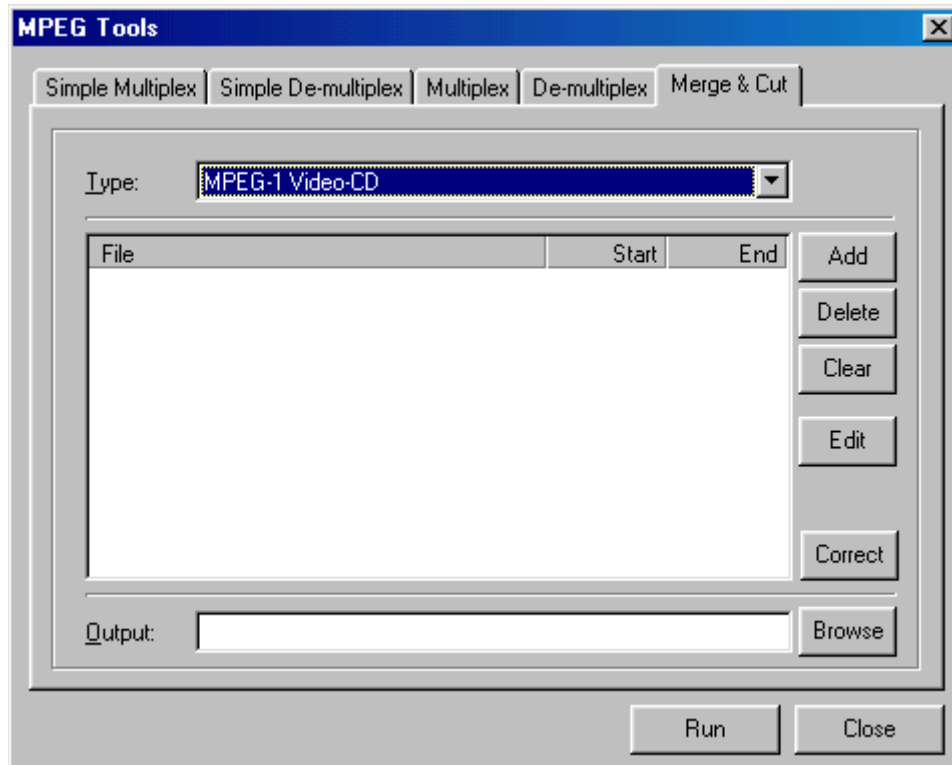 MPEG Tools
Simple Multiplex Simple De-multiplex Multiplex De-multiplex Merge & Cut
Type: MPEG-1 Video-CD
File Start End Add
Delete
Clear
Edit
Correct
Output: Browse
Run Close